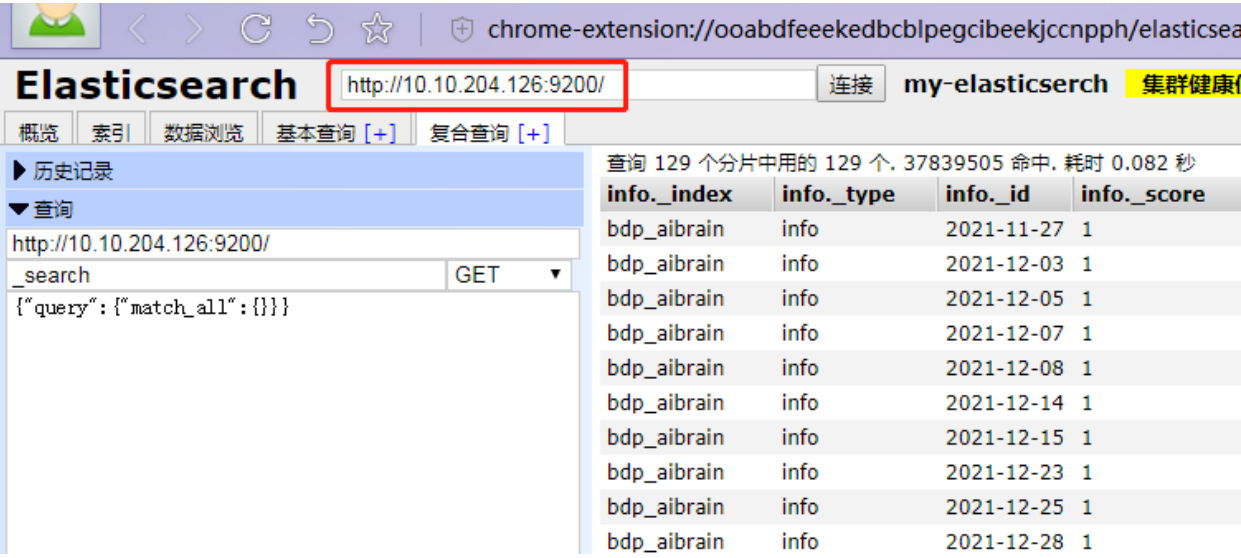 chrome-extension://ooabdfeeekedbcblpegcibeekjccnpph/elasticsea
Elasticsearch http://10.10.204.126:9200/ 连接 my-elasticserch 集群健康
概览 索引 数据浏览 基本查询 [+] 复合查询 [+]
▶ 历史记录
▼ 查询
http://10.10.204.126:9200/
_search GET ▼
{"query":{"match_all":{}}}
查询 129 个分片中用的 129 个. 37839505 命中. 耗时 0.082 秒
info._index info._type info._id info._score
bdp_aibrain info 2021-11-27 1
bdp_aibrain info 2021-12-03 1
bdp_aibrain info 2021-12-05 1
bdp_aibrain info 2021-12-07 1
bdp_aibrain info 2021-12-08 1
bdp_aibrain info 2021-12-14 1
bdp_aibrain info 2021-12-15 1
bdp_aibrain info 2021-12-23 1
bdp_aibrain info 2021-12-25 1
bdp_aibrain info 2021-12-28 1